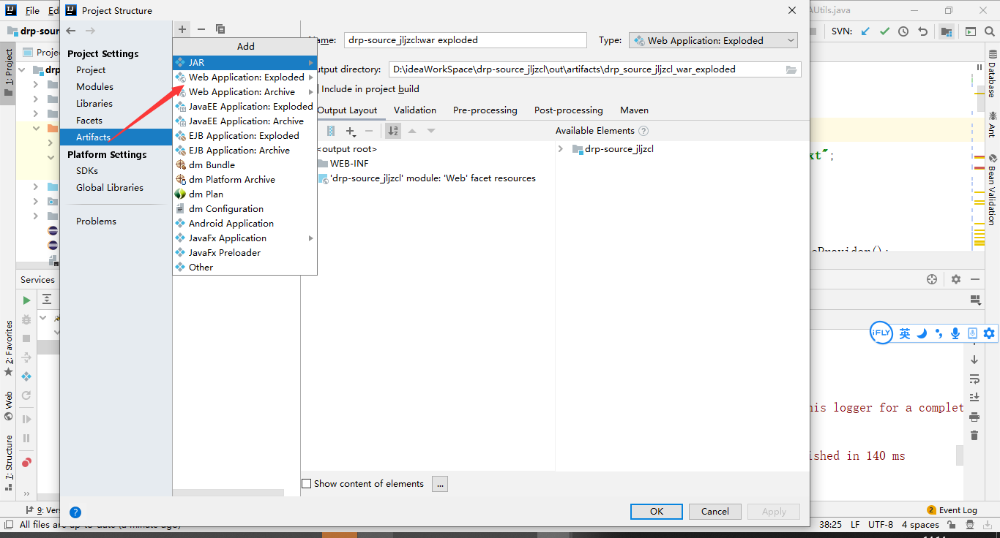 File Ed
Project Structure
AUtils.java
drp-sour
SVN:
1: Project
Proje
drp
Project Settings
Project
Modules
Libraries
Facets
Artifacts
Platform Settings
SDKs
Global Libraries
Problems
Add
JAR
Web Application: Exploded
Web Application: Archive
JavaEE Application: Exploded
JavaEE Application: Archive
EJB Application: Exploded
EJB Application: Archive
dm Bundle
dm Platform Archive
dm Plan
dm Configuration
Android Application
JavaFx Application
JavaFx Preloader
Other
Name: drp-source_jljzcl:war exploded Type: Web Application: Exploded
Output directory: D:\ideaWorkSpace\drp-source_jljzcl\out\artifacts\drp_source_jljzcl_war_exploded
Include in project build
Output Layout Validation Pre-processing Post-processing Maven
Available Elements ?
<output root>
WEB-INF
'drp-source_jljzcl' module: 'Web' facet resources
drp-source_jljzcl
Show content of elements ...
OK Cancel Apply
?
Database
Ant
Bean Validation
xt";
eProvider();
Services
2: Favorites
Web
7: Structure
iFLY 英
his logger for a complet
ished in 140 ms
9: Vers
2 Event Log
All files are up-to-date (a minute ago)
38:25 LF UTF-8 4 spaces